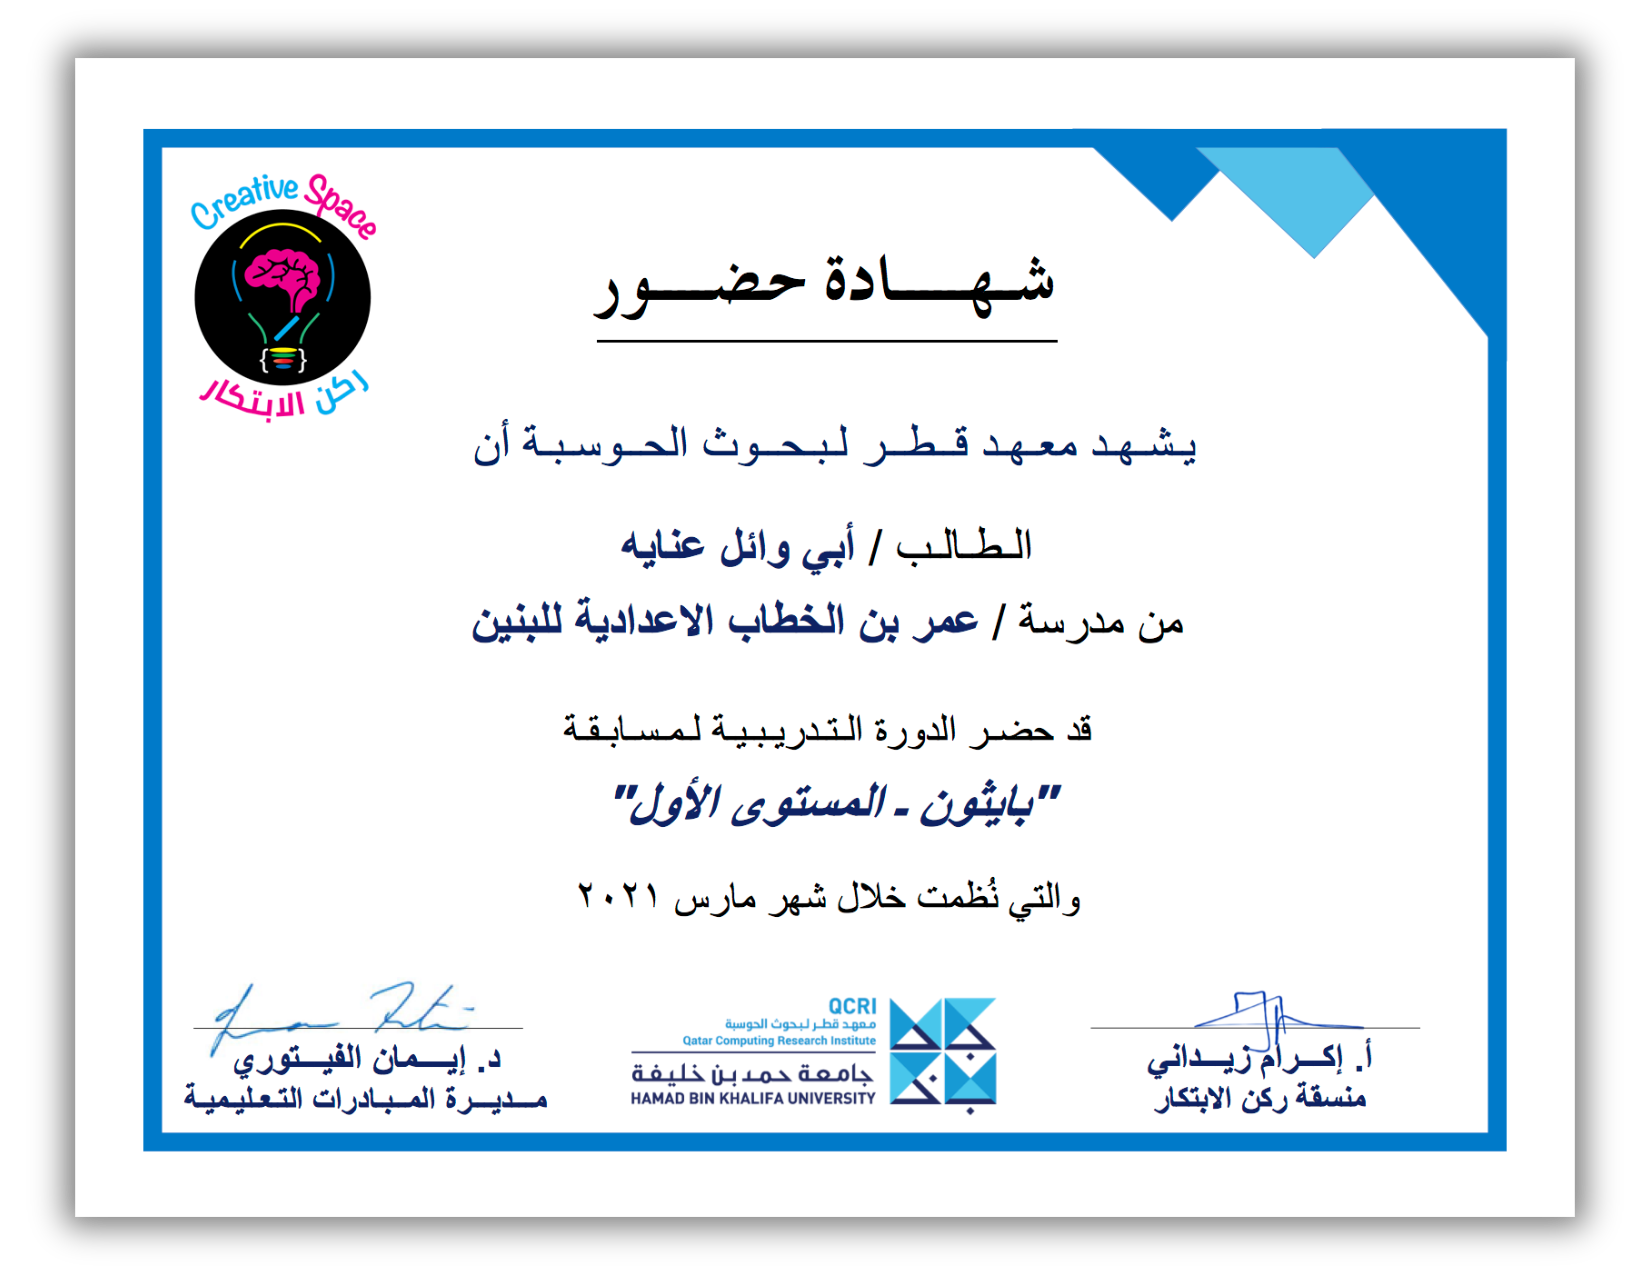 Creative Space
ركن الابتكار
شهادة حضور
يشهد معهد قطر لبحوث الحوسبة أن
الطالب / أبي وائل عنايه
من مدرسة / عمر بن الخطاب الاعدادية للبنين
قد حضر الدورة التدريبية لمسابقة
"بايثون - المستوى الأول"
والتي نُظمت خلال شهر مارس ٢٠٢١
أ. إكرام زيداني
منسقة ركن الابتكار
QCRI
معهد قطر لبحوث الحوسبة
Qatar Computing Research Institute
جامعة حمد بن خليفة
HAMAD BIN KHALIFA UNIVERSITY
د. إيمان الفيتوري
مديرة المبادرات التعليمية